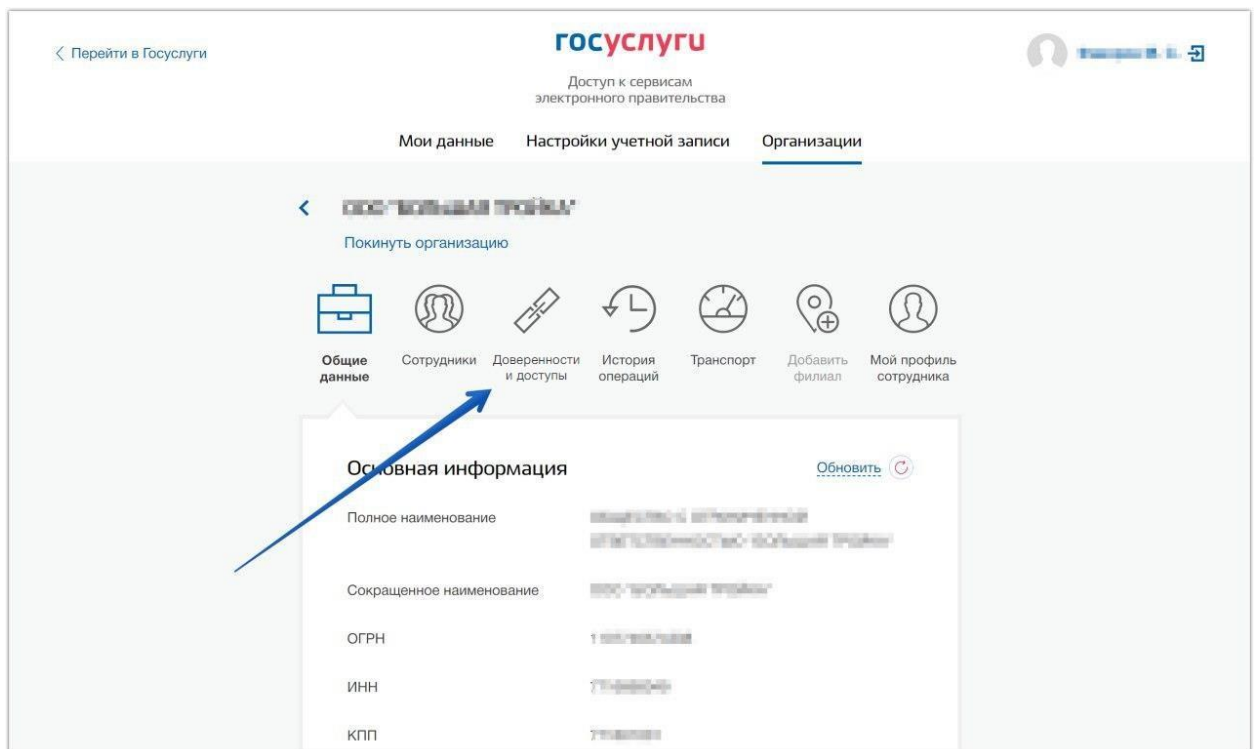 Перейти в Госуслуги
госуслуги
Доступ к сервисам
электронного правительства
Мои данные
Настройки учетной записи
Организации
Покинуть организацию
Общие
данные
Сотрудники
Доверенности
и доступы
История
операций
Транспорт
Добавить
филиал
Мой профиль
сотрудника
Основная информация
Обновить
Полное наименование
Сокращенное наименование
ОГРН
ИНН
КПП